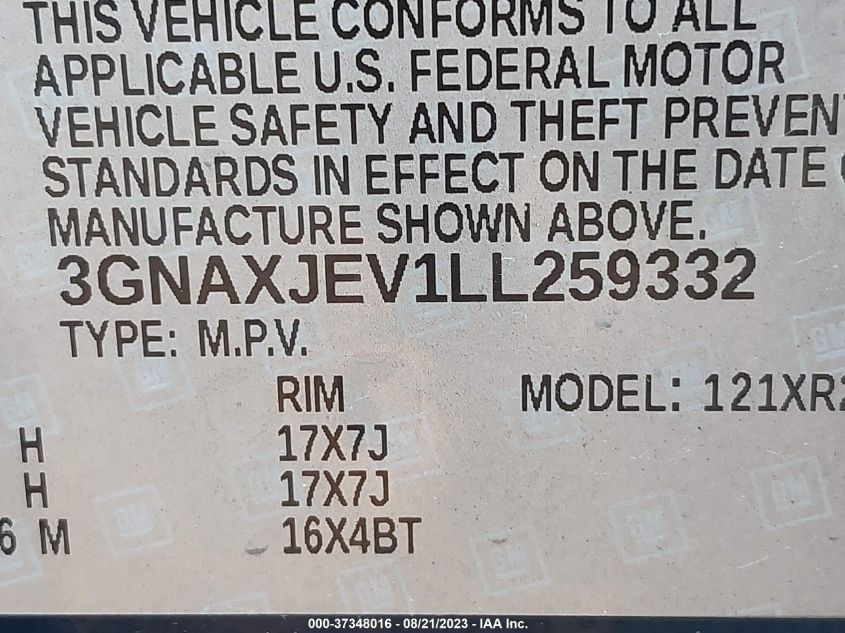 THIS VEHICLE CONFORMS TO ALL
APPLICABLE U.S. FEDERAL MOTOR
VEHICLE SAFETY AND THEFT PREVENT
STANDARDS IN EFFECT ON THE DATE
MANUFACTURE SHOWN ABOVE.
3GNAXJEV1LL259332
TYPE: M.P.V.
RIM MODEL: 121XR2
H 17X7J
H 17X7J
6 M 16X4BT
000-37348016 - 08/21/2023 - IAA Inc.